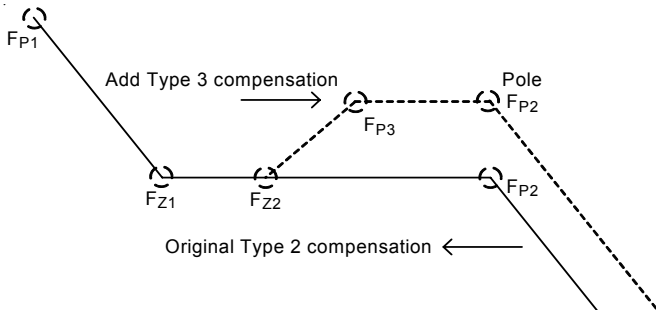 FP1
Add Type 3 compensation
Pole
FP2
FP3
FZ1
FZ2
FP2
Original Type 2 compensation